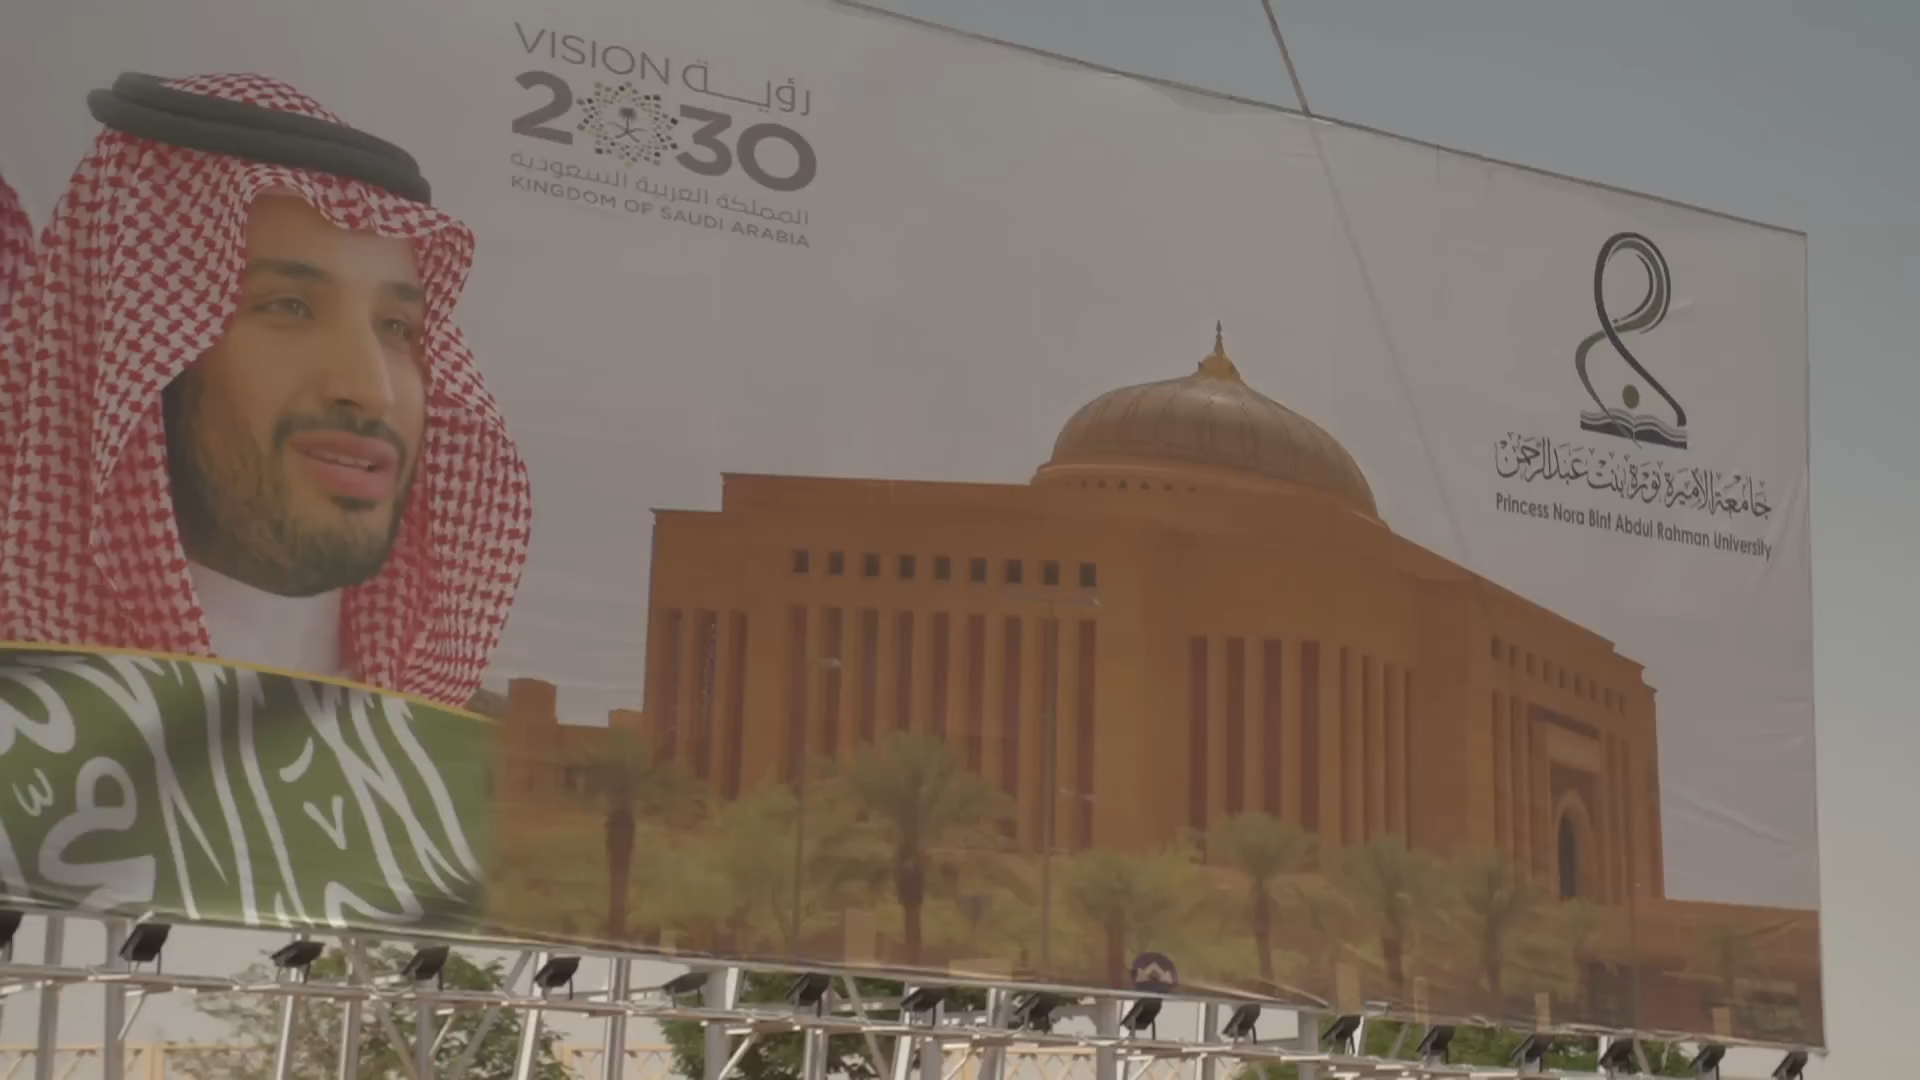 VISION رؤيــة
2030
المملكة العربية السعودية
KINGDOM OF SAUDI ARABIA
جامعة الأميرة نورة بنت عبدالرحمن
Princess Nora Bint Abdul Rahman University